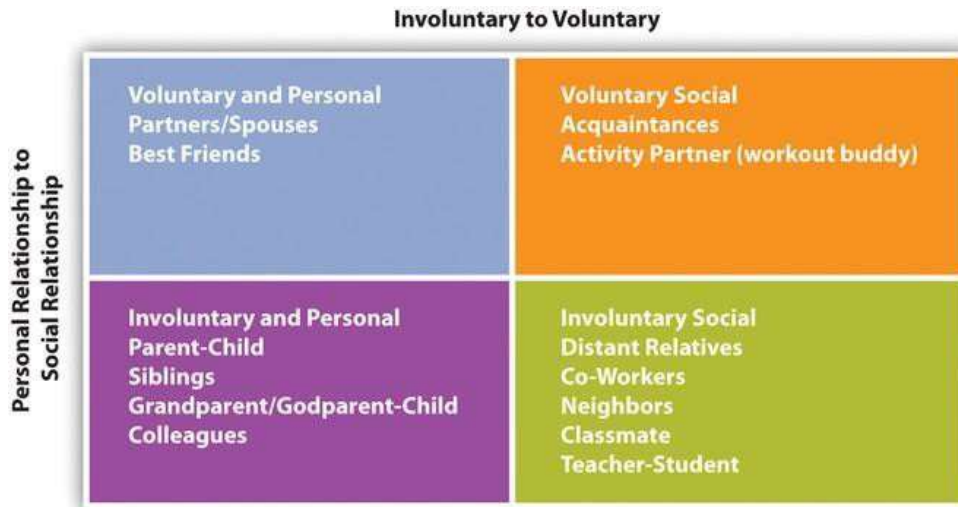 Involuntary to Voluntary
Personal Relationship to
Social Relationship
Voluntary and Personal
Partners/Spouses
Best Friends
Voluntary Social
Acquaintances
Activity Partner (workout buddy)
Involuntary and Personal
Parent-Child
Siblings
Grandparent/Godparent-Child
Colleagues
Involuntary Social
Distant Relatives
Co-Workers
Neighbors
Classmate
Teacher-Student